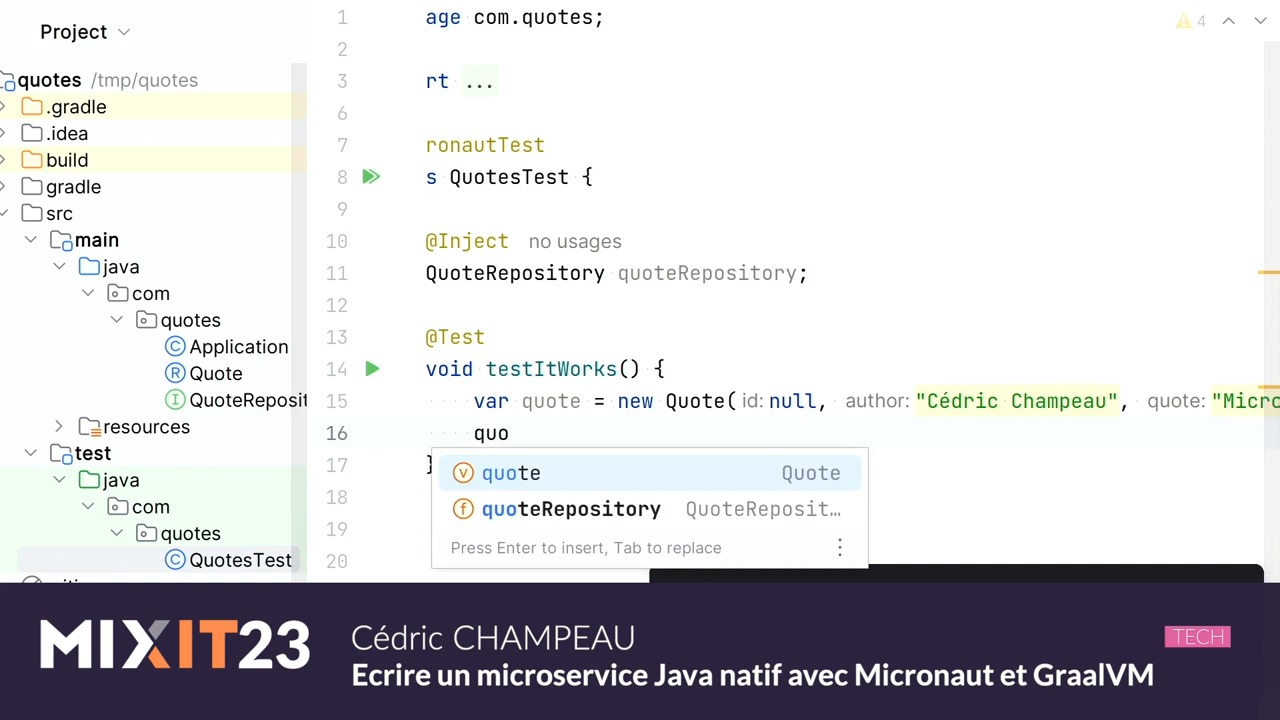 Project
quotes /tmp/quotes
.gradle
.idea
build
gradle
src
main
java
com
quotes
Application
Quote
QuoteReposit
resources
test
java
com
quotes
QuotesTest
4
1 age com.quotes;
2
3 rt ...
6
7 ronautTest
8 s QuotesTest {
9
10 @Inject no usages
11 QuoteRepository quoteRepository;
12
13 @Test
14 void testItWorks() {
15 var quote = new Quote( id: null, author: "Cédric Champeau", quote: "Micro
16 quo
17 }
18
19
20
quote Quote
quoteRepository QuoteReposit…
Press Enter to insert, Tab to replace
MIXIT23
Cédric CHAMPEAU
TECH
Ecrire un microservice Java natif avec Micronaut et GraalVM